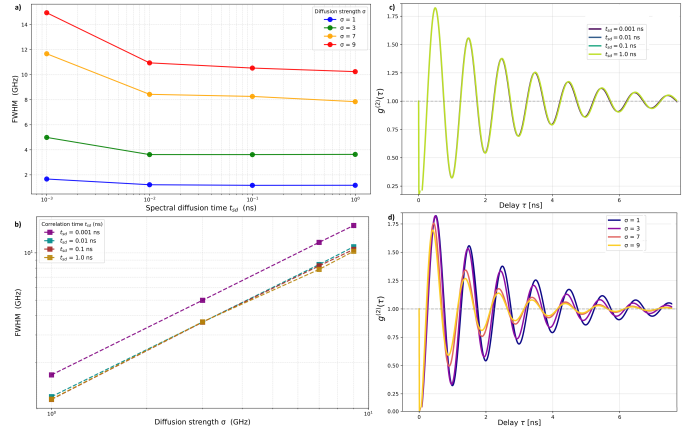 a)
FWHM (GHz)
14
12
10
8
6
4
2
10⁻³
10⁻²
10⁻¹
10⁰
Spectral diffusion time t_sd (ns)
Diffusion strength σ
σ = 1
σ = 3
σ = 7
σ = 9
b)
FWHM (GHz)
10¹
10⁰
10¹
Diffusion strength σ (GHz)
Correlation time t_sd (ns)
t_sd = 0.001 ns
t_sd = 0.01 ns
t_sd = 0.1 ns
t_sd = 1.0 ns
c)
g⁽²⁾(τ)
1.75
1.50
1.25
1.00
0.75
0.50
0.25
0
2
4
6
Delay τ [ns]
t_sd = 0.001 ns
t_sd = 0.01 ns
t_sd = 0.1 ns
t_sd = 1.0 ns
d)
g⁽²⁾(τ)
1.75
1.50
1.25
1.00
0.75
0.50
0.25
0.00
0
2
4
6
Delay τ [ns]
σ = 1
σ = 3
σ = 7
σ = 9